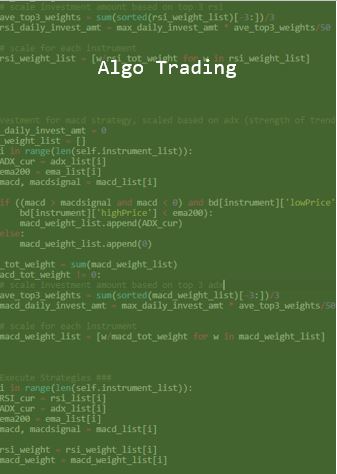 # scale investment amount based on top 3 rsi
ave_top3_weights = sum(sorted(rsi_weight_list)[-3:])/3
rsi_daily_invest_amt = max_daily_invest_amt * ave_top3_weights/50
# scale for each instrument
rsi_weight_list = [w/rsi_tot_weight for w in rsi_weight_list]
Algo Trading
vestment for macd strategy, scaled based on adx (strength of trend
_daily_invest_amt = 0
_weight_list = []
i in range(len(self.instrument_list)):
ADX_cur = adx_list[i]
ema200 = ema_list[i]
macd, macdsignal = macd_list[i]
if ((macd > macdsignal and macd < 0) and bd[instrument]['lowPrice'
bd[instrument]['highPrice'] < ema200):
macd_weight_list.append(ADX_cur)
else:
macd_weight_list.append(0)
_tot_weight = sum(macd_weight_list)
acd_tot_weight != 0:
# scale investment amount based on top 3 adx
ave_top3_weights = sum(sorted(macd_weight_list)[-3:])/3
macd_daily_invest_amt = max_daily_invest_amt * ave_top3_weights/50
# scale for each instrument
macd_weight_list = [w/macd_tot_weight for w in macd_weight_list]
Execute Strategies ###
i in range(len(self.instrument_list)):
RSI_cur = rsi_list[i]
ADX_cur = adx_list[i]
ema200 = ema_list[i]
macd, macdsignal = macd_list[i]
rsi_weight = rsi_weight_list[i]
macd_weight = macd_weight_list[i]